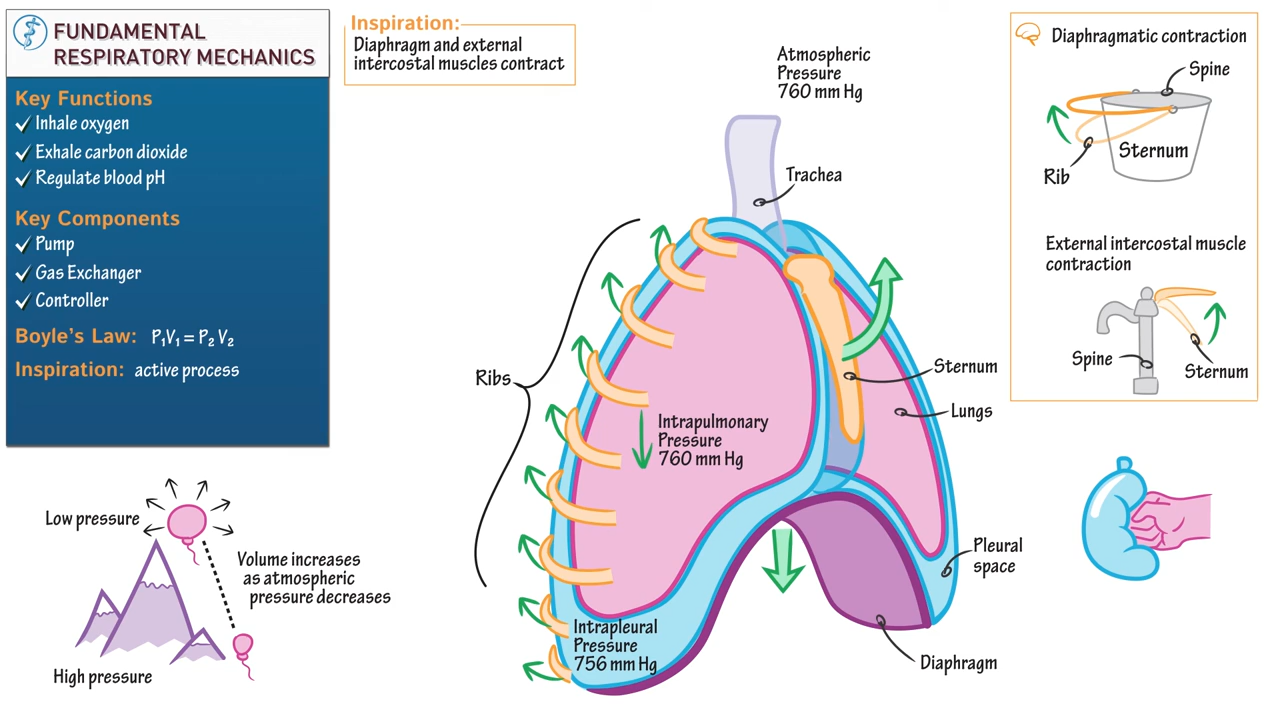 FUNDAMENTAL
RESPIRATORY MECHANICS
Key Functions
Inhale oxygen
Exhale carbon dioxide
Regulate blood pH
Key Components
Pump
Gas Exchanger
Controller
Boyle's Law: P₁V₁ = P₂ V₂
Inspiration: active process
Low pressure
Volume increases
as atmospheric
pressure decreases
High pressure
Inspiration:
Diaphragm and external
intercostal muscles contract
Atmospheric
Pressure
760 mm Hg
Trachea
Ribs
Intrapulmonary
Pressure
760 mm Hg
Sternum
Lungs
Pleural
space
Intrapleural
Pressure
756 mm Hg
Diaphragm
Diaphragmatic contraction
Spine
Sternum
Rib
External intercostal muscle
contraction
Spine
Sternum